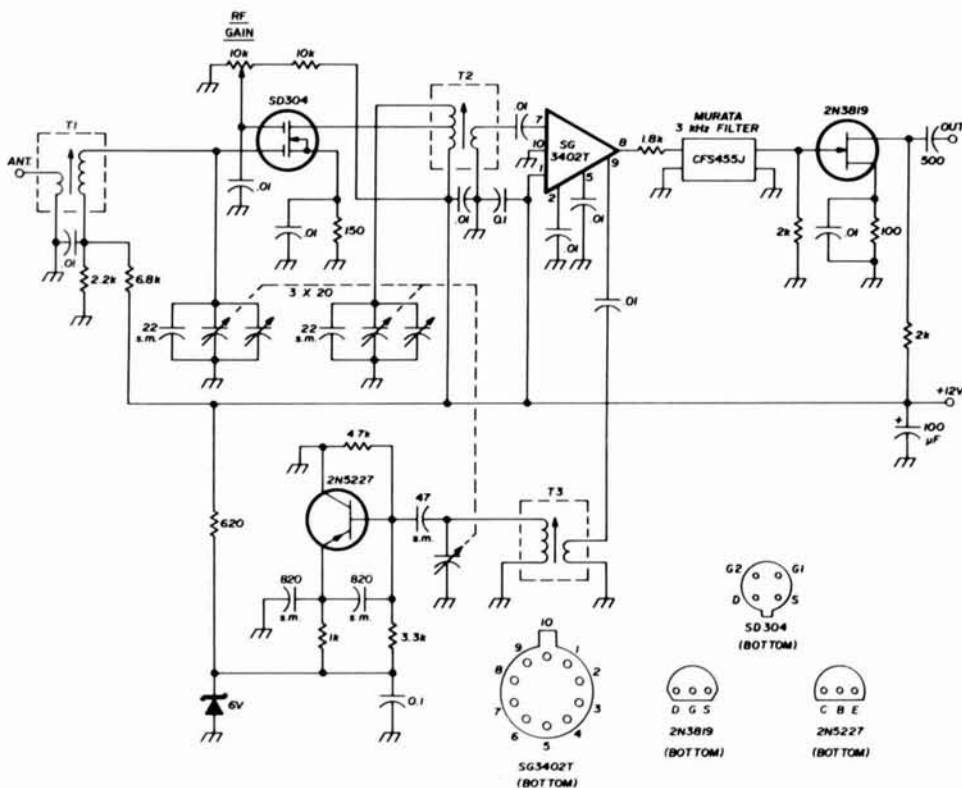 RF
GAIN
10k
10k
SD304
T2
T1
ANT.
.01
.01
150
.01
2.2k
6.8k
.01
7
10
1
SG
3402T
8
9
5
2
.01
0.1
.01
.01
1.8k
MURATA
3 kHz FILTER
CFS455J
2N3819
OUT
500
2k
.01
100
.01
3 X 20
22
s.m.
22
s.m.
2k
+12V
+
100
µF
4.7k
2N5227
47
s.m.
T3
620
820
s.m.
820
s.m.
1k
3.3k
6V
0.1
10
9
1
8
2
7
3
6
4
5
SG3402T
(BOTTOM)
G2
G1
D
S
SD304
(BOTTOM)
D G S
2N3819
(BOTTOM)
C B E
2N5227
(BOTTOM)